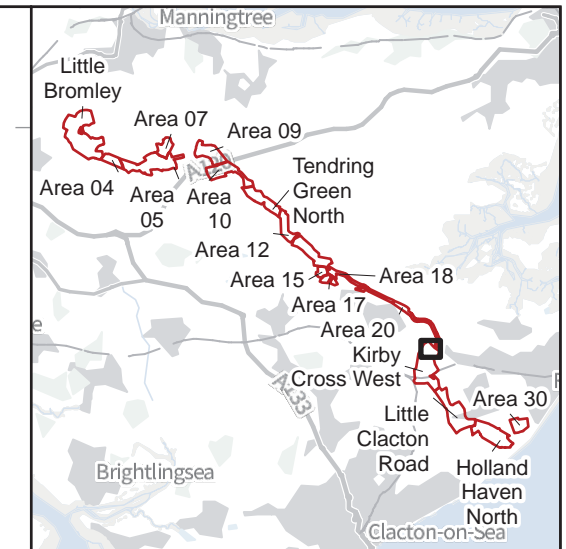 Manningtree
Little
Bromley
Area 07
Area 09
A120
Tendring
Green
North
Area 04
Area
05
Area
10
Area 12
Area 15
Area 18
Area 17
Area 20
Kirby
Cross West
A133
Area 30
Little
Clacton
Road
Holland
Haven
North
Brightlingsea
Clacton-on-Sea